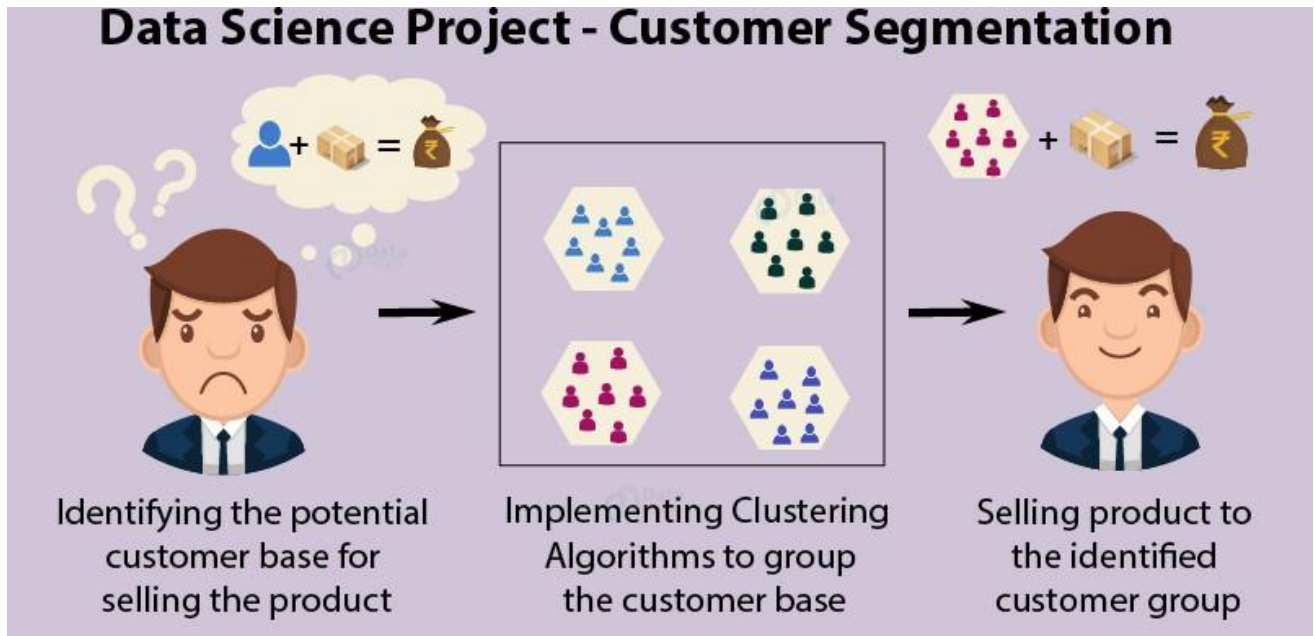 Data Science Project - Customer Segmentation
+ = ₹
+ = ₹
Identifying the potential
customer base for
selling the product
Implementing Clustering
Algorithms to group
the customer base
Selling product to
the identified
customer group